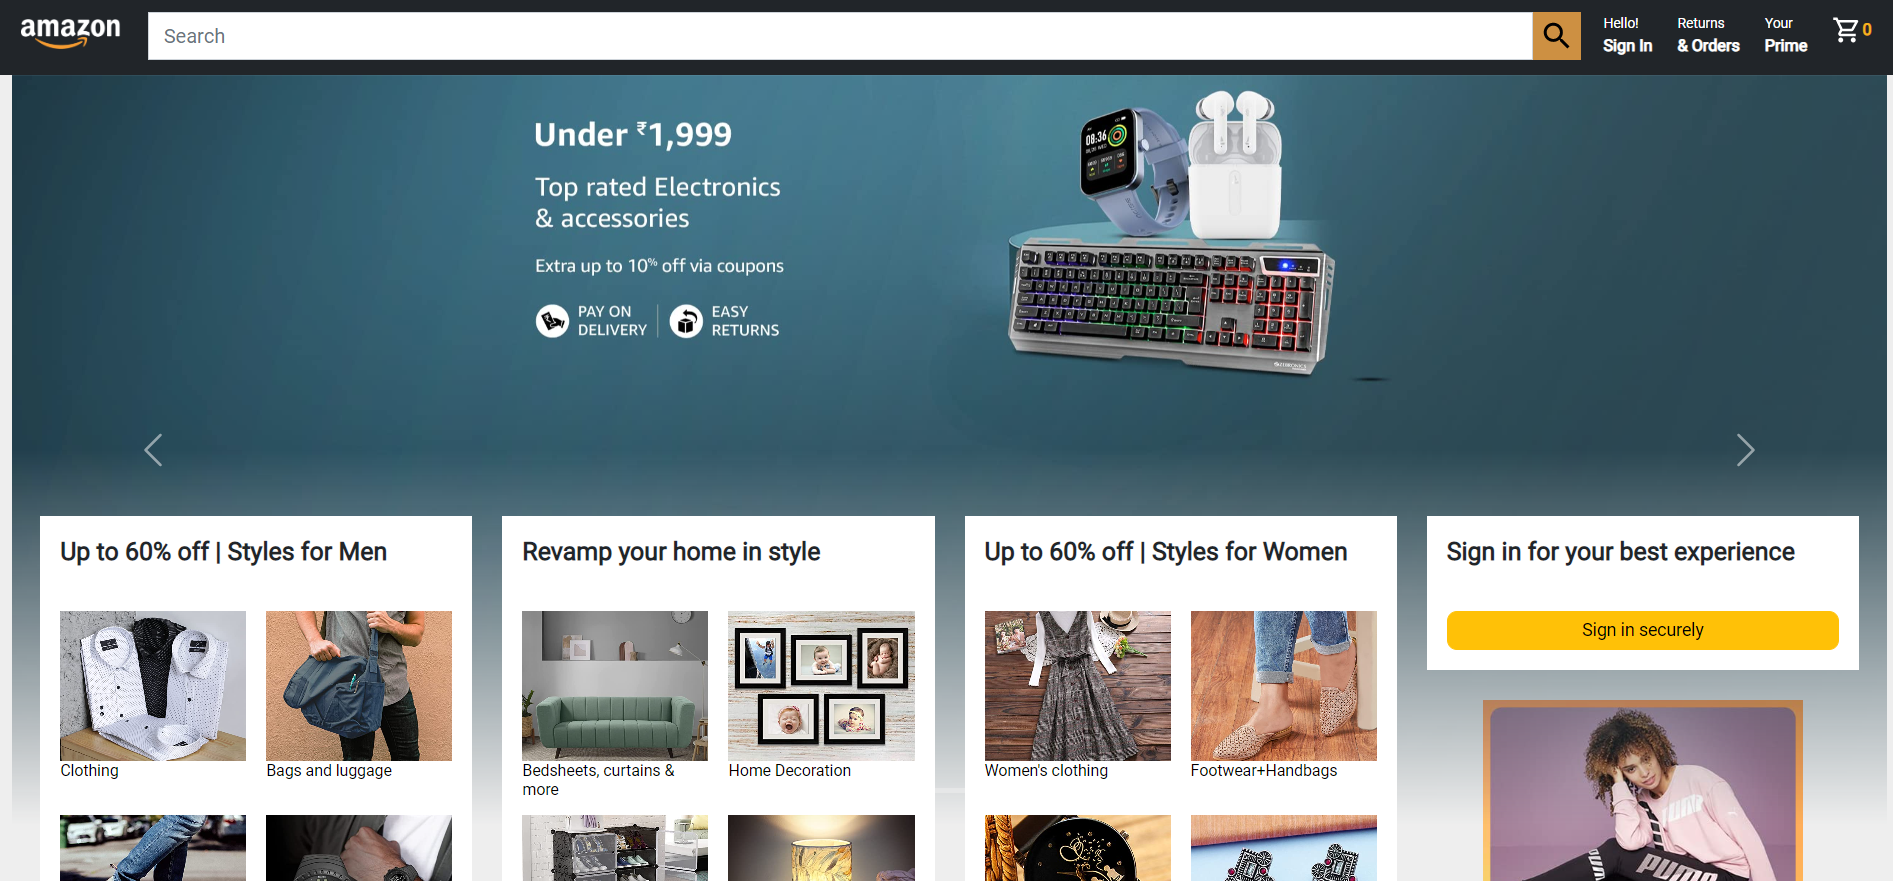 amazon
Search
Hello!
Sign In
Returns
& Orders
Your
Prime
0
Under ₹1,999
Top rated Electronics
& accessories
Extra up to 10% off via coupons
PAY ON
DELIVERY
EASY
RETURNS
08:36
Up to 60% off | Styles for Men
Revamp your home in style
Up to 60% off | Styles for Women
Sign in for your best experience
Sign in securely
Clothing
Bags and luggage
Bedsheets, curtains &
more
Home Decoration
Women's clothing
Footwear+Handbags
PUMA